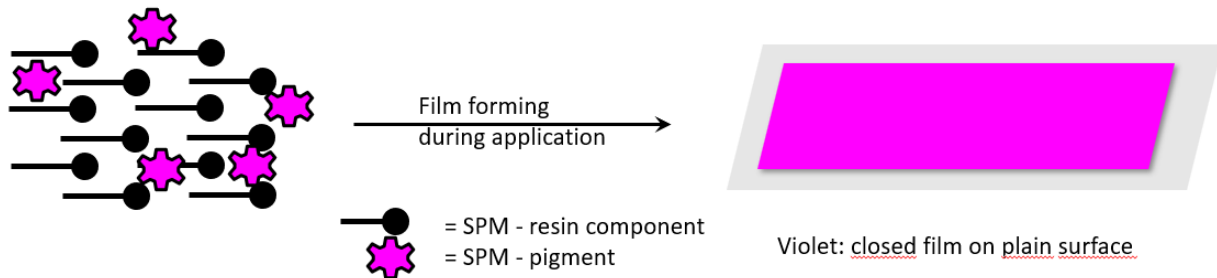 Film forming
during application
= SPM - resin component
= SPM - pigment
Violet: closed film on plain surface